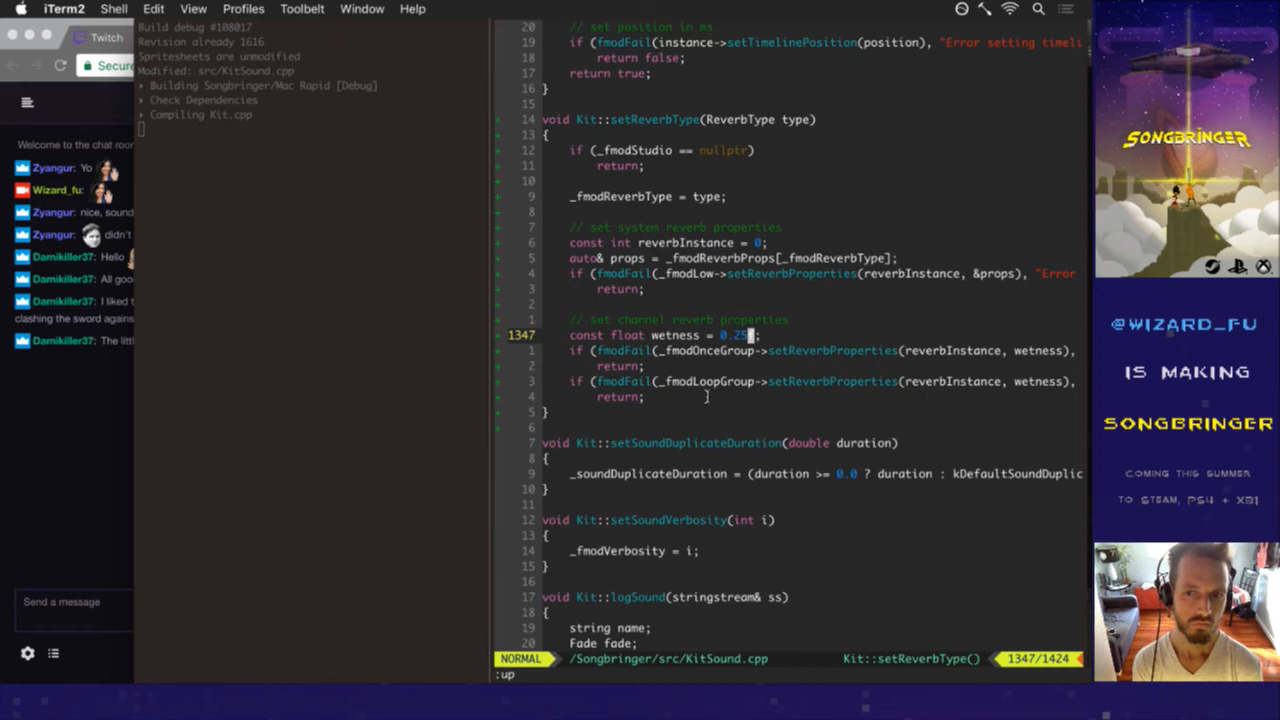 iTerm2 Shell Edit View Profiles Toolbelt Window Help
Twitch
Secure
Welcome to the chat roo
Zyangur: Yo
Wizard_fu:
Zyangur: nice, sound
Zyangur: didn't
Damikiller37: Hello
Damikiller37: All goo
Damikiller37: I liked t
clashing the sword against
Damikiller37: The littl
Send a message
Build debug #108017
Revision already 1616
Spritesheets are unmodified
Modified: src/KitSound.cpp
Building Songbringer/Mac Rapid [Debug]
Check Dependencies
Compiling Kit.cpp
20 // set position in ms
19 if (fmodFail(instance->setTimelinePosition(position), "Error setting timeli
18 return false;
17 return true;
16 }
15
+ 14 void Kit::setReverbType(ReverbType type)
+ 13 {
+ 12 if (_fmodStudio == nullptr)
+ 11 return;
+ 10
+ 9 _fmodReverbType = type;
+ 8
+ 7 // set system reverb properties
+ 6 const int reverbInstance = 0;
+ 5 auto& props = _fmodReverbProps[_fmodReverbType];
+ 4 if (fmodFail(_fmodLow->setReverbProperties(reverbInstance, &props), "Error
+ 3 return;
+ 2
+ 1 // set channel reverb properties
+ 1347 const float wetness = 0.25f;
+ 1 if (fmodFail(_fmodOnceGroup->setReverbProperties(reverbInstance, wetness),
+ 2 return;
+ 3 if (fmodFail(_fmodLoopGroup->setReverbProperties(reverbInstance, wetness),
+ 4 return;
+ 5 }
+ 6
7 void Kit::setSoundDuplicateDuration(double duration)
8 {
9 _soundDuplicateDuration = (duration >= 0.0 ? duration : kDefaultSoundDuplic
10 }
11
12 void Kit::setSoundVerbosity(int i)
13 {
14 _fmodVerbosity = i;
15 }
16
17 void Kit::logSound(stringstream& ss)
18 {
19 string name;
20 Fade fade;
NORMAL /Songbringer/src/KitSound.cpp Kit::setReverbType() 1347/1424
:up
SONGBRINGER
@WIZARD_FU
IS MAKING
SONGBRINGER
COMING THIS SUMMER
TO STEAM, PS4 + XB1